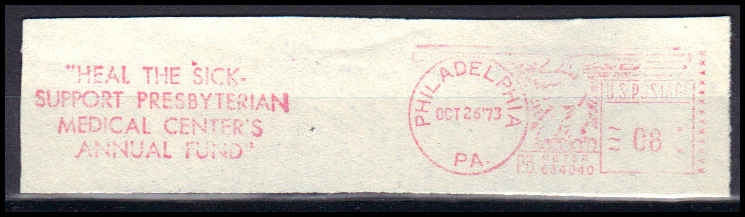 "HEAL THE SICK-
SUPPORT PRESBYTERIAN
MEDICAL CENTER'S
ANNUAL FUND"
PHILADELPHIA
OCT 26 '73
PA.
U.S. POSTAGE
08
P.B. METER
634040